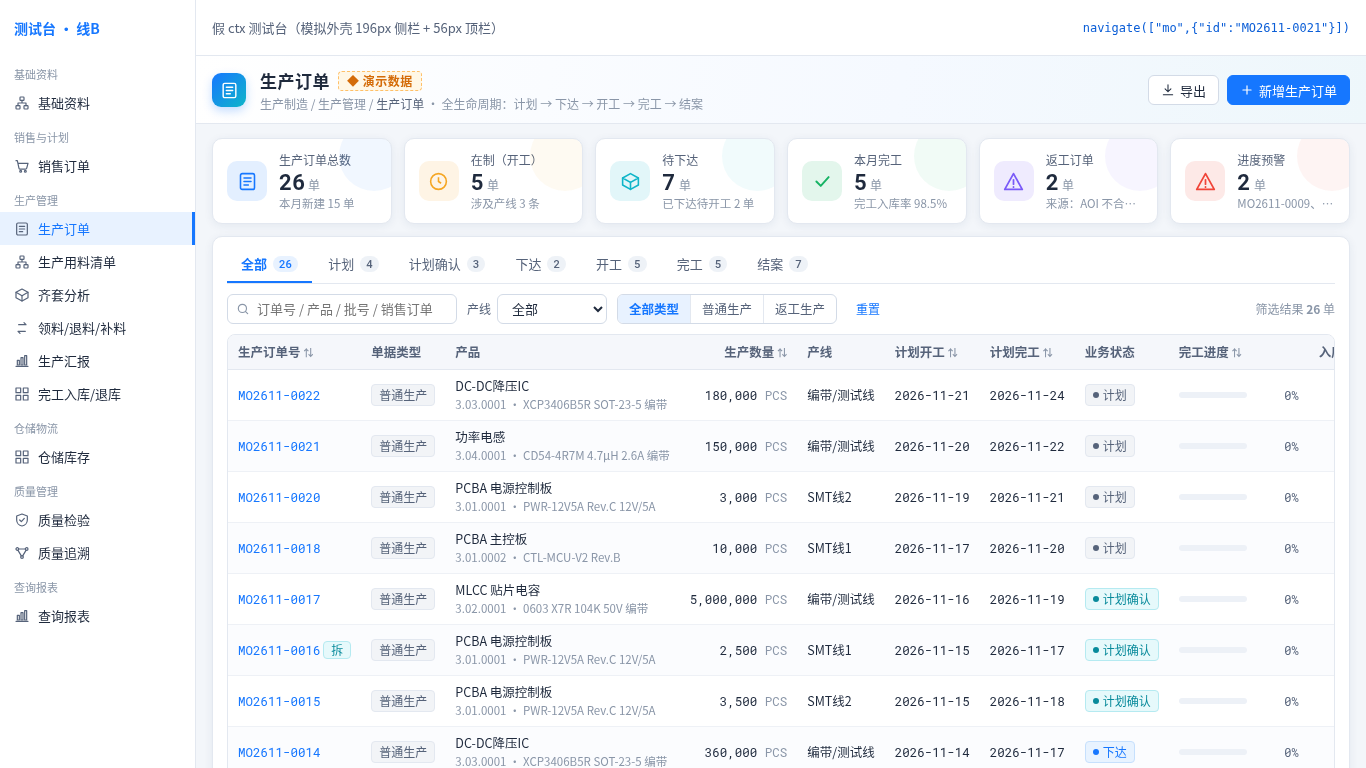 测试台 · 线B
假 ctx 测试台（模拟外壳 196px 侧栏 + 56px 顶栏）
navigate(["mo",{"id":"MO2611-0021"}])
基础资料
基础资料
销售与计划
销售订单
生产管理
生产订单
生产用料清单
齐套分析
领料/退料/补料
生产汇报
完工入库/退库
仓储物流
仓储库存
质量管理
质量检验
质量追溯
查询报表
查询报表
生产订单 ◆ 演示数据
生产制造 / 生产管理 / 生产订单 · 全生命周期：计划 → 下达 → 开工 → 完工 → 结案
导出
新增生产订单
生产订单总数
26 单
本月新建 15 单
在制（开工）
5 单
涉及产线 3 条
待下达
7 单
已下达待开工 2 单
本月完工
5 单
完工入库率 98.5%
返工订单
2 单
来源：AOI 不合…
进度预警
2 单
MO2611-0009、…
全部 26 计划 4 计划确认 3 下达 2 开工 5 完工 5 结案 7
订单号 / 产品 / 批号 / 销售订单 产线 全部 全部类型 普通生产 返工生产 重置 筛选结果 26 单
生产订单号 ⇅ 单据类型 产品 生产数量 ⇅ 产线 计划开工 ⇅ 计划完工 ⇅ 业务状态 完工进度 ⇅
MO2611-0022 普通生产 DC-DC降压IC 180,000 PCS 编带/测试线 2026-11-21 2026-11-24 计划 0%
3.03.0001 · XCP3406B5R SOT-23-5 编带
MO2611-0021 普通生产 功率电感 150,000 PCS 编带/测试线 2026-11-20 2026-11-22 计划 0%
3.04.0001 · CD54-4R7M 4.7μH 2.6A 编带
MO2611-0020 普通生产 PCBA 电源控制板 3,000 PCS SMT线2 2026-11-19 2026-11-21 计划 0%
3.01.0001 · PWR-12V5A Rev.C 12V/5A
MO2611-0018 普通生产 PCBA 主控板 10,000 PCS SMT线1 2026-11-17 2026-11-20 计划 0%
3.01.0002 · CTL-MCU-V2 Rev.B
MO2611-0017 普通生产 MLCC 贴片电容 5,000,000 PCS 编带/测试线 2026-11-16 2026-11-19 计划确认 0%
3.02.0001 · 0603 X7R 104K 50V 编带
MO2611-0016 拆 普通生产 PCBA 电源控制板 2,500 PCS SMT线1 2026-11-15 2026-11-17 计划确认 0%
3.01.0001 · PWR-12V5A Rev.C 12V/5A
MO2611-0015 普通生产 PCBA 电源控制板 3,500 PCS SMT线2 2026-11-15 2026-11-18 计划确认 0%
3.01.0001 · PWR-12V5A Rev.C 12V/5A
MO2611-0014 普通生产 DC-DC降压IC 360,000 PCS 编带/测试线 2026-11-14 2026-11-17 下达 0%
3.03.0001 · XCP3406B5R SOT-23-5 编带